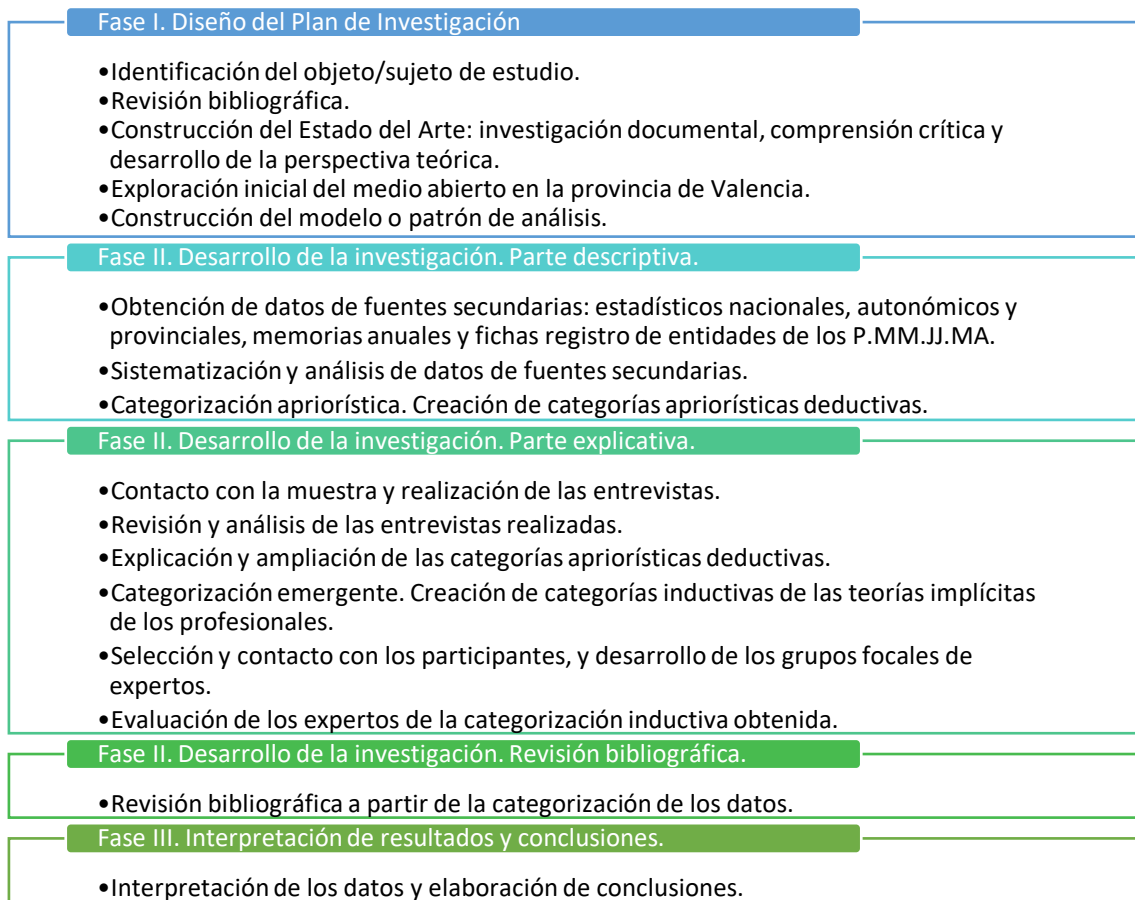 Fase I. Diseño del Plan de Investigación
•Identificación del objeto/sujeto de estudio.
•Revisión bibliográfica.
•Construcción del Estado del Arte: investigación documental, comprensión crítica y
desarrollo de la perspectiva teórica.
•Exploración inicial del medio abierto en la provincia de Valencia.
•Construcción del modelo o patrón de análisis.
Fase II. Desarrollo de la investigación. Parte descriptiva.
•Obtención de datos de fuentes secundarias: estadísticos nacionales, autonómicos y
provinciales, memorias anuales y fichas registro de entidades de los P.MM.JJ.MA.
•Sistematización y análisis de datos de fuentes secundarias.
•Categorización apriorística. Creación de categorías apriorísticas deductivas.
Fase II. Desarrollo de la investigación. Parte explicativa.
•Contacto con la muestra y realización de las entrevistas.
•Revisión y análisis de las entrevistas realizadas.
•Explicación y ampliación de las categorías apriorísticas deductivas.
•Categorización emergente. Creación de categorías inductivas de las teorías implícitas
de los profesionales.
•Selección y contacto con los participantes, y desarrollo de los grupos focales de
expertos.
•Evaluación de los expertos de la categorización inductiva obtenida.
Fase II. Desarrollo de la investigación. Revisión bibliográfica.
•Revisión bibliográfica a partir de la categorización de los datos.
Fase III. Interpretación de resultados y conclusiones.
•Interpretación de los datos y elaboración de conclusiones.